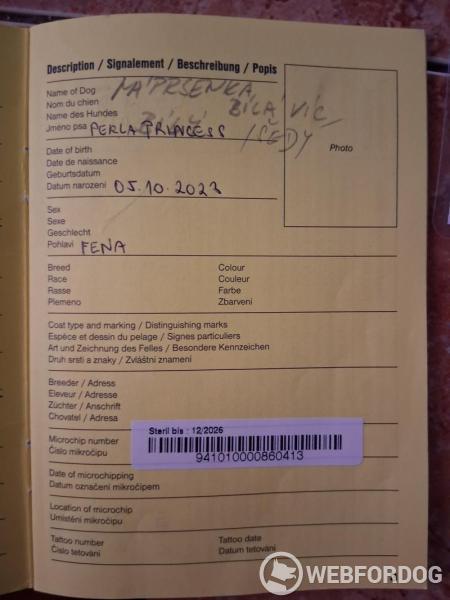 Description / Signalement / Beschreibung / Popis
Name of Dog NÁPRSENKA
Nom du chien BÍLÁ VÍC
Name des Hundes BÍLÝ /ŠEDÝ
Jméno psa PERLA PRINCESS
Photo
Date of birth
Date de naissance
Geburtsdatum
Datum narození 05.10.2023
Sex
Sexe
Geschlecht
Pohlaví FENA
Breed Colour
Race Couleur
Rasse Farbe
Plemeno Zbarvení
Coat type and marking / Distinguishing marks
Espèce et dessin du pelage / Signes particuliers
Art und Zeichnung des Felles / Besondere Kennzeichen
Druh srsti a znaky / Zvláštní znamení
Breeder / Adress
Eleveur / Adresse
Züchter / Anschrift
Chovatel / Adresa
Steril bis : 12/2026
Microchip number
Číslo mikročipu
941010000860413
Date of microchipping
Datum označení mikročipem
Location of microchip
Umístění mikročipu
Tattoo number Tattoo date
Číslo tetování Datum tetování
WEBFORDOG